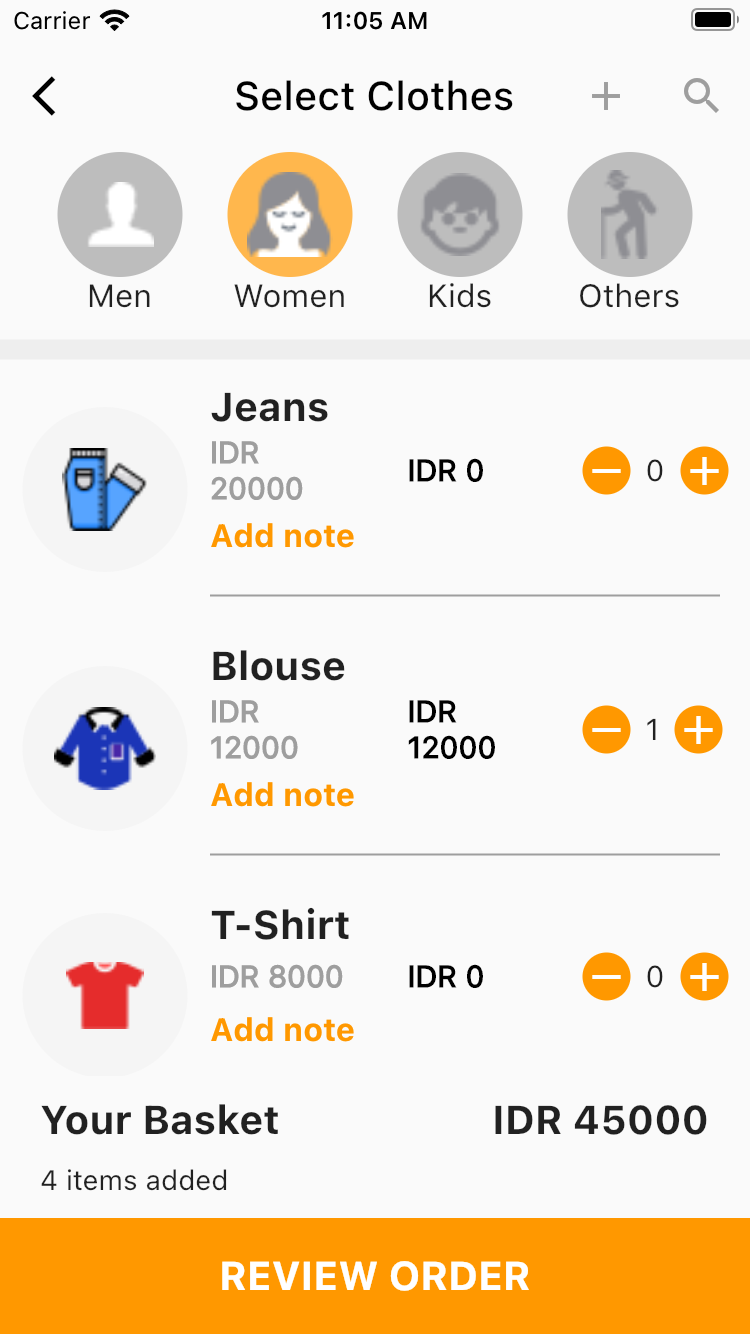 Carrier 11:05 AM
Select Clothes
Men Women Kids Others
Jeans
IDR
20000
IDR 0
0
Add note
Blouse
IDR
12000
IDR
12000
1
Add note
T-Shirt
IDR 8000
IDR 0
0
Add note
Your Basket IDR 45000
4 items added
REVIEW ORDER